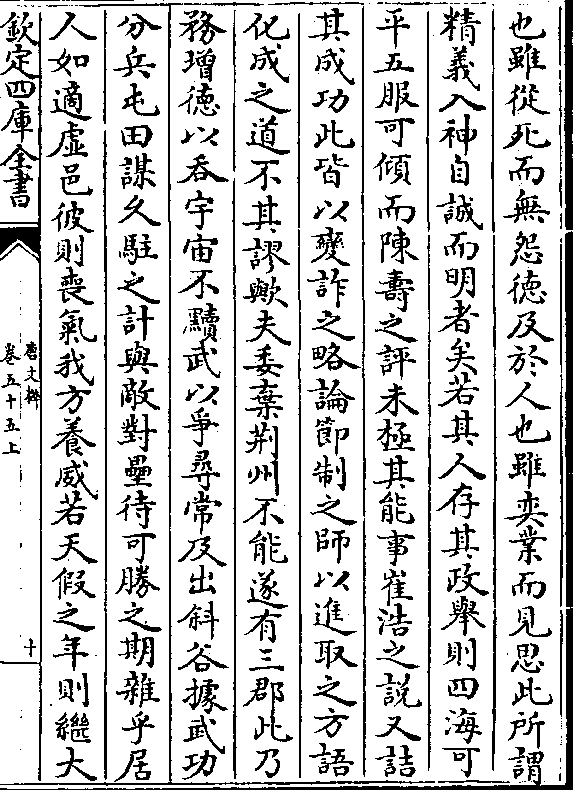 也雖從死而無怨德及於人也雖奕業而見思此所謂
精義入神自誠而明者矣若其人存其政舉則四海可
平五服可傾而陳壽之評未極其能事崔浩之說又詰
其成功此皆以變詐之略論節制之師以進取之方語
化成之道不其謬歟夫委棄荆州不能遂有三郡此乃
務增德以吞宇宙不黷武以爭尋常及出斜谷據武功
分兵屯田謀久駐之計與敵對壘待可勝之期雜乎居
人如適虛邑彼則喪氣我方養威若天假之年則繼大
欽定四庫全書
唐文粹
卷五十五上
十